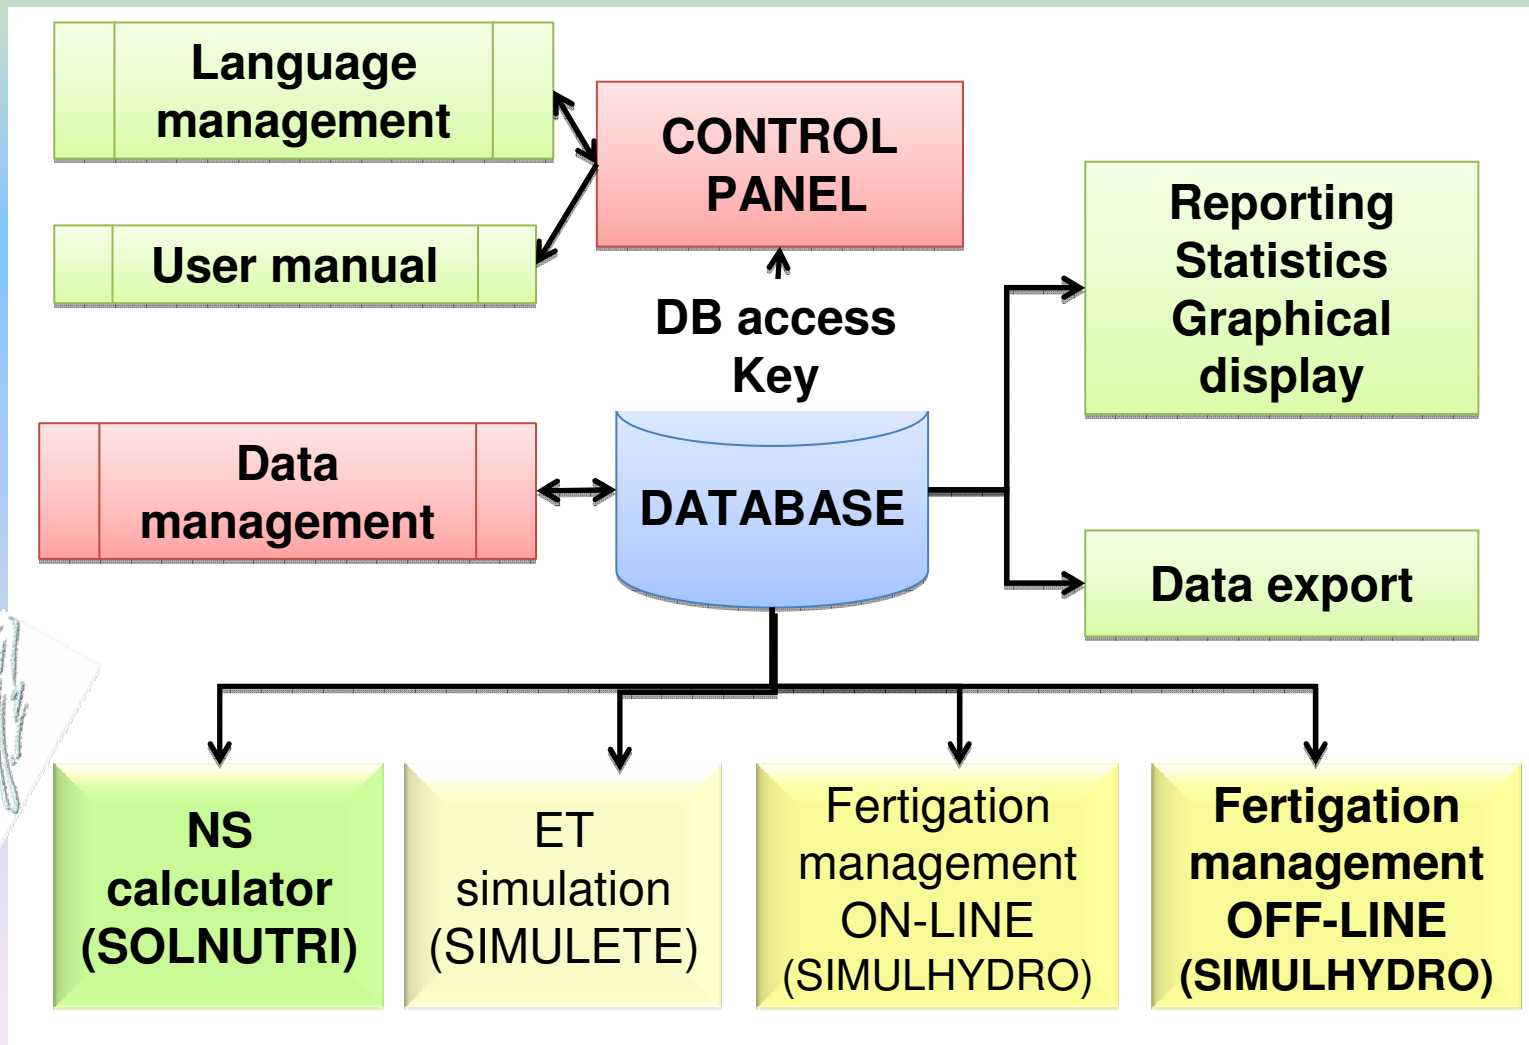 Language
management
CONTROL
PANEL
User manual
Reporting
Statistics
Graphical
display
DB access
Key
Data
management
DATABASE
Data export
NS
calculator
(SOLNUTRI)
ET
simulation
(SIMULETE)
Fertigation
management
ON-LINE
(SIMULHYDRO)
Fertigation
management
OFF-LINE
(SIMULHYDRO)